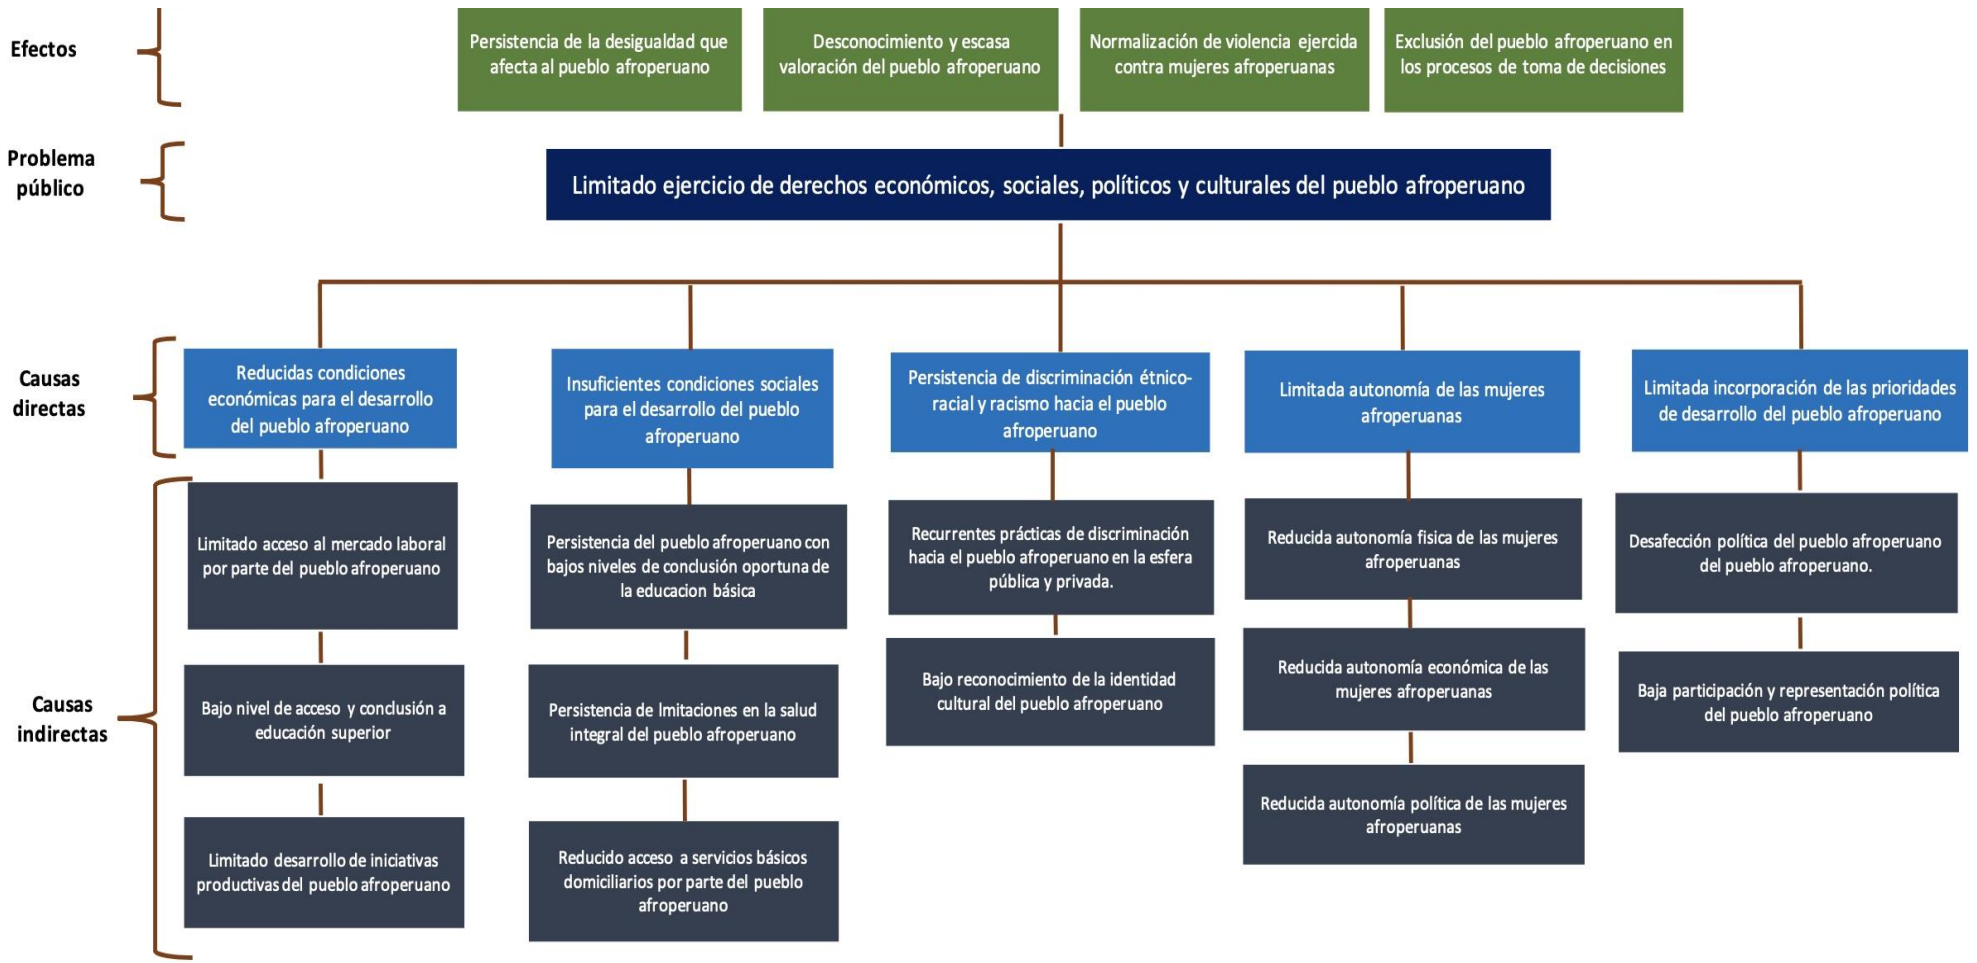 Efectos
Persistencia de la desigualdad que
afecta al pueblo afroperuano
Desconocimiento y escasa
valoración del pueblo afroperuano
Normalización de violencia ejercida
contra mujeres afroperuanas
Exclusión del pueblo afroperuano en
los procesos de toma de decisiones
Problema
público
Limitado ejercicio de derechos económicos, sociales, políticos y culturales del pueblo afroperuano
Causas
directas
Reducidas condiciones
económicas para el desarrollo
del pueblo afroperuano
Insuficientes condiciones sociales
para el desarrollo del pueblo
afroperuano
Persistencia de discriminación étnico-
racial y racismo hacia el pueblo
afroperuano
Limitada autonomía de las mujeres
afroperuanas
Limitada incorporación de las prioridades
de desarrollo del pueblo afroperuano
Causas
indirectas
Limitado acceso al mercado laboral
por parte del pueblo afroperuano
Bajo nivel de acceso y conclusión a
educación superior
Limitado desarrollo de iniciativas
productivas del pueblo afroperuano
Persistencia del pueblo afroperuano con
bajos niveles de conclusión oportuna de
la educacion básica
Persistencia de lmitaciones en la salud
integral del pueblo afroperuano
Reducido acceso a servicios básicos
domiciliarios por parte del pueblo
afroperuano
Recurrentes prácticas de discriminación
hacia el pueblo afroperuano en la esfera
pública y privada.
Bajo reconocimiento de la identidad
cultural del pueblo afroperuano
Reducida autonomía fisica de las mujeres
afroperuanas
Reducida autonomía económica de las
mujeres afroperuanas
Reducida autonomía política de las mujeres
afroperuanas
Desafección política del pueblo afroperuano
del pueblo afroperuano.
Baja participación y representación política
del pueblo afroperuano